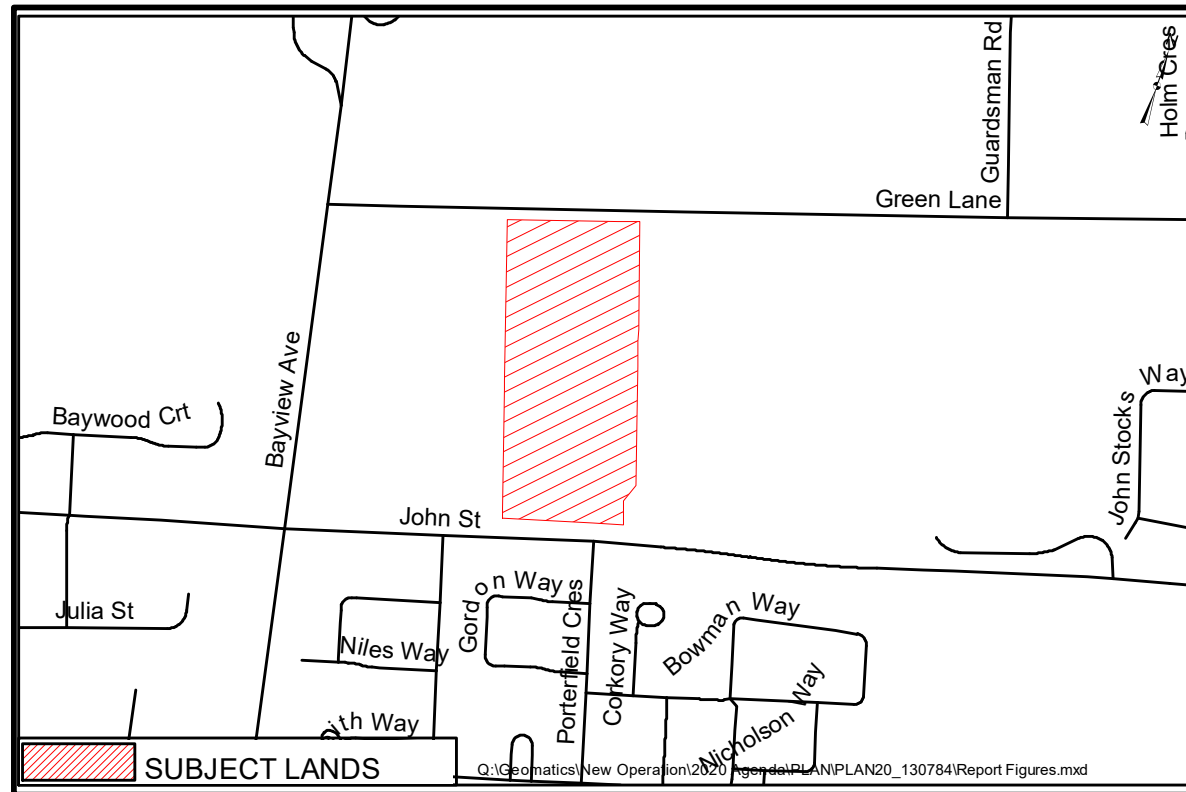 Guardsman Rd
Holm Cres
Green Lane
Bayview Ave
Baywood Crt
John Stocks Way
John St
Julia St
Gordon Way
Niles Way
Porterfield Cres
Corkory Way
Bowman Way
Nicholson Way
Way
SUBJECT LANDS
Q:\Geomatics\New Operation\2020 Agenda\PLAN\PLAN20_130784\Report Figures.mxd